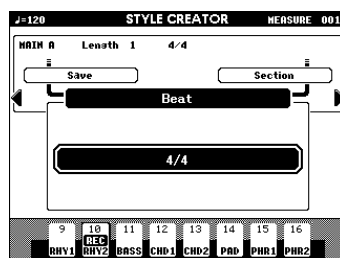 ♩=120 STYLE CREATOR MEASURE 001
MAIN A Length 1 4/4
Save Section
Beat
4/4
9 10 11 12 13 14 15 16
REC
RHY1 RHY2 BASS CHD1 CHD2 PAD PHR1 PHR2